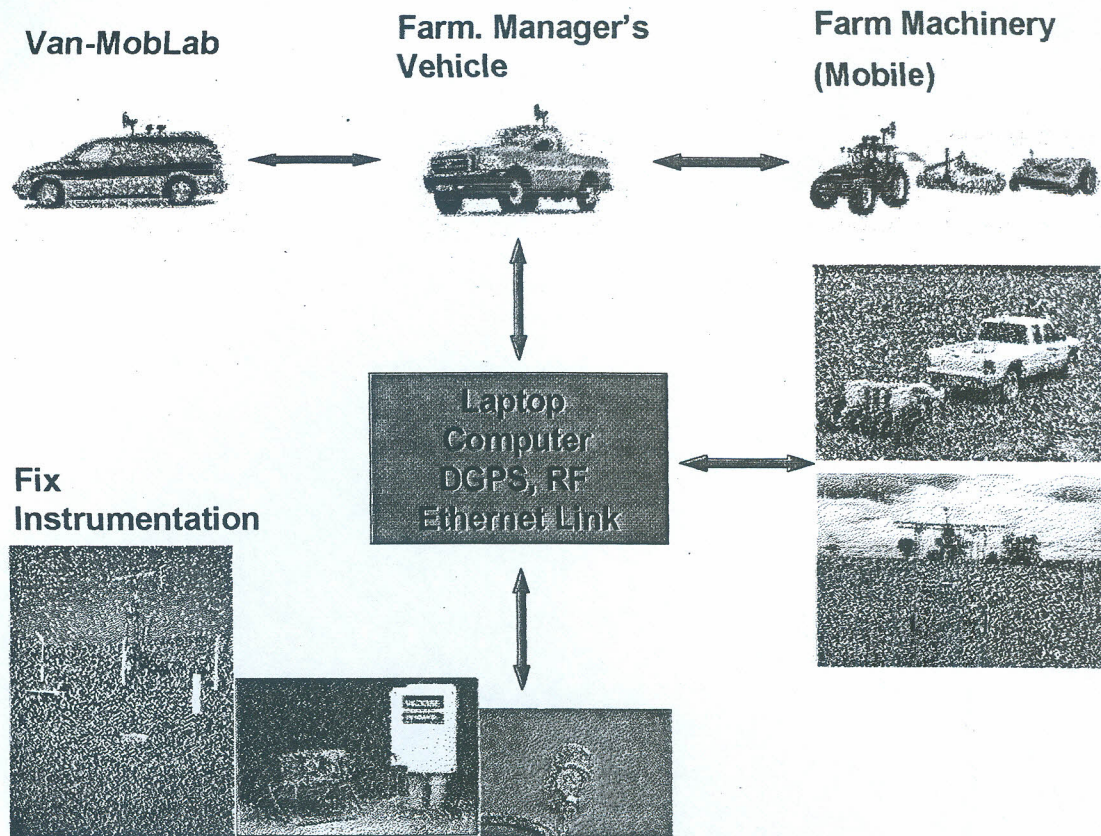 Van-MobLab
Farm. Manager's
Vehicle
Farm Machinery
(Mobile)
Laptop
Computer
DGPS, RF
Ethernet Link
Fix
Instrumentation